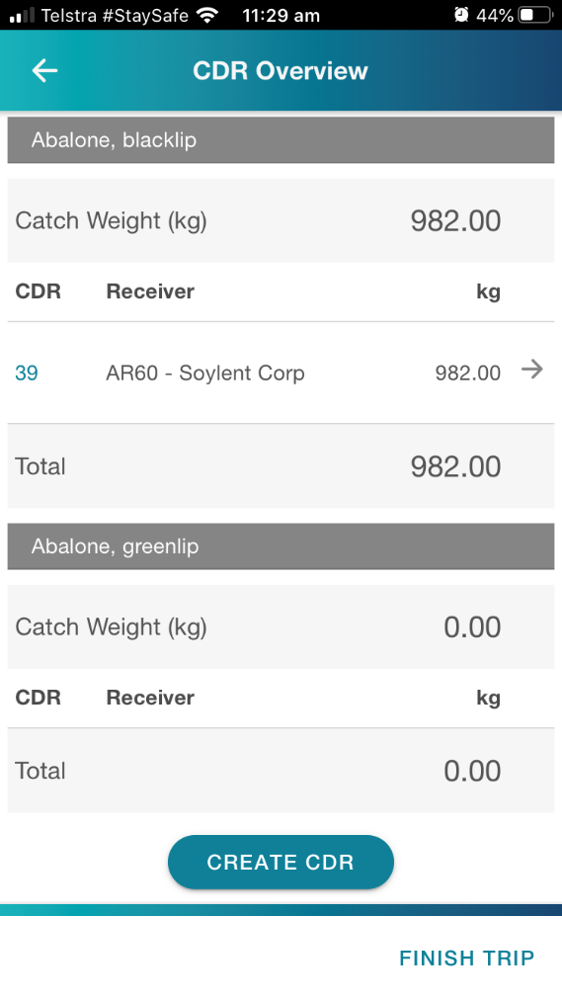 Telstra #StaySafe 11:29 am 44%
CDR Overview
Abalone, blacklip
Catch Weight (kg) 982.00
CDR Receiver kg
39 AR60 - Soylent Corp 982.00
Total 982.00
Abalone, greenlip
Catch Weight (kg) 0.00
CDR Receiver kg
Total 0.00
CREATE CDR
FINISH TRIP